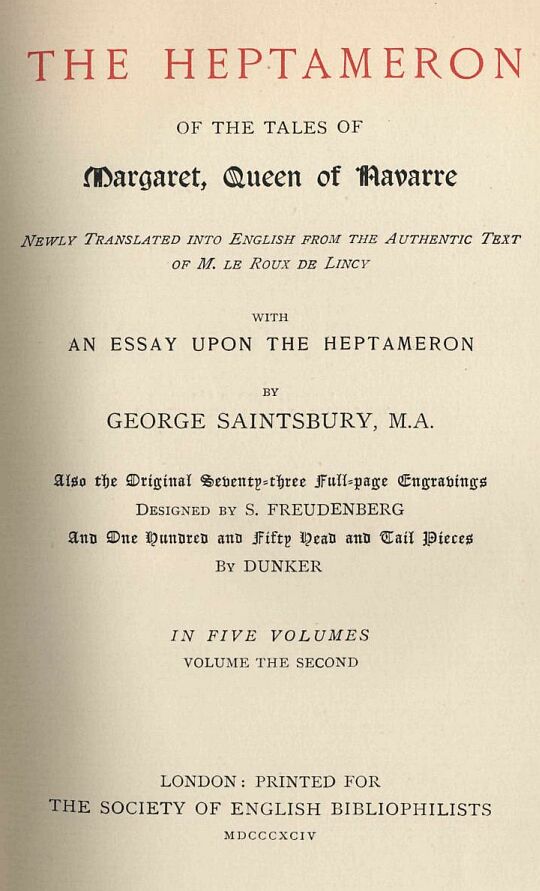 THE HEPTAMERON
OF THE TALES OF
Margaret, Queen of Navarre
NEWLY TRANSLATED INTO ENGLISH FROM THE AUTHENTIC TEXT
OF M. LE ROUX DE LINCY
WITH
AN ESSAY UPON THE HEPTAMERON
BY
GEORGE SAINTSBURY, M.A.
Also the Original Seventy-three Full-page Engravings
DESIGNED BY S. FREUDENBERG
And One Hundred and Fifty Head and Tail Pieces
BY DUNKER
IN FIVE VOLUMES
VOLUME THE SECOND
LONDON: PRINTED FOR
THE SOCIETY OF ENGLISH BIBLIOPHILISTS
MDCCCXCIV